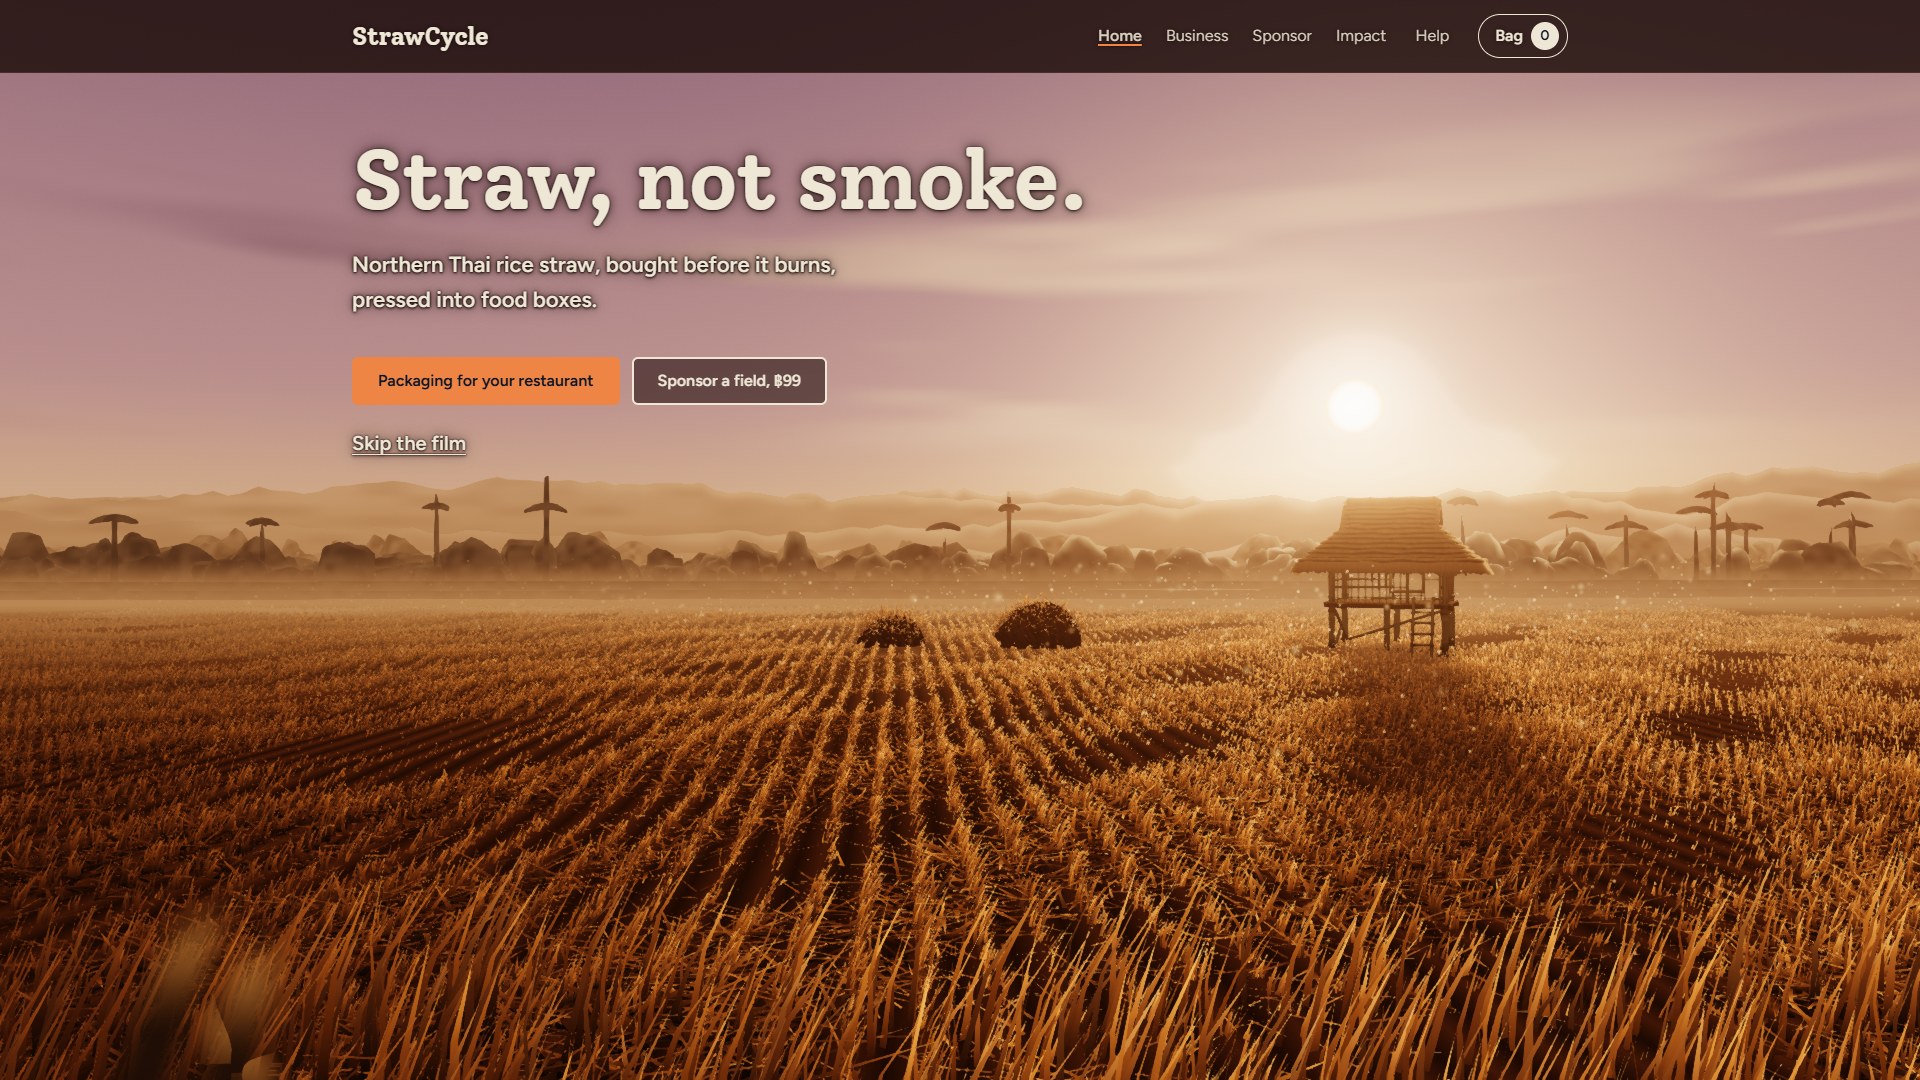 StrawCycle
Home Business Sponsor Impact Help Bag 0
Straw, not smoke.
Northern Thai rice straw, bought before it burns,
pressed into food boxes.
Packaging for your restaurant Sponsor a field, ฿99
Skip the film